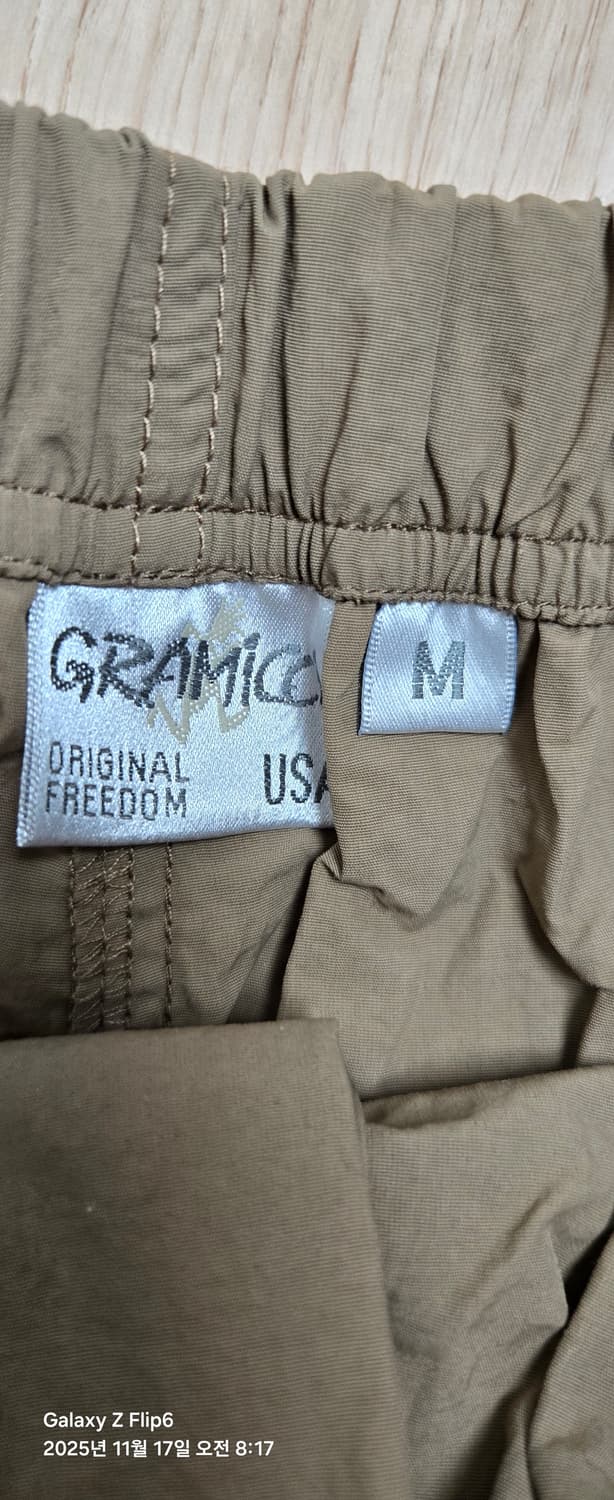 GRAMICC
M
ORIGINAL
FREEDOM
USA
Galaxy Z Flip6
2025년 11월 17일 오전 8:17